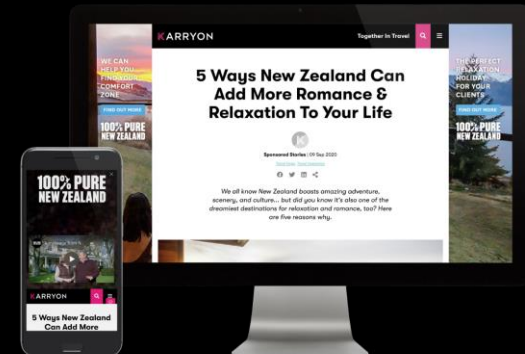 KARRYON
Together in Travel
WE CAN
HELP YOU
FIND YOUR
COMFORT
ZONE
FIND OUT MORE
100% PURE
NEW ZEALAND
5 Ways New Zealand Can
Add More Romance &
Relaxation To Your Life
Sponsored Stories | 09 Sep 2020
We all know New Zealand boasts amazing adventure,
scenery, and culture... but did you know it's also one of the
dreamiest destinations for relaxation and romance, too? Here
are five reasons why.
THE PERFECT
RELAXATION
HOLIDAY
FOR YOUR
CLIENTS
FIND OUT MORE
100% PURE
NEW ZEALAND
100% PURE
NEW ZEALAND
KARRYON
5 Ways New Zealand
Can Add More